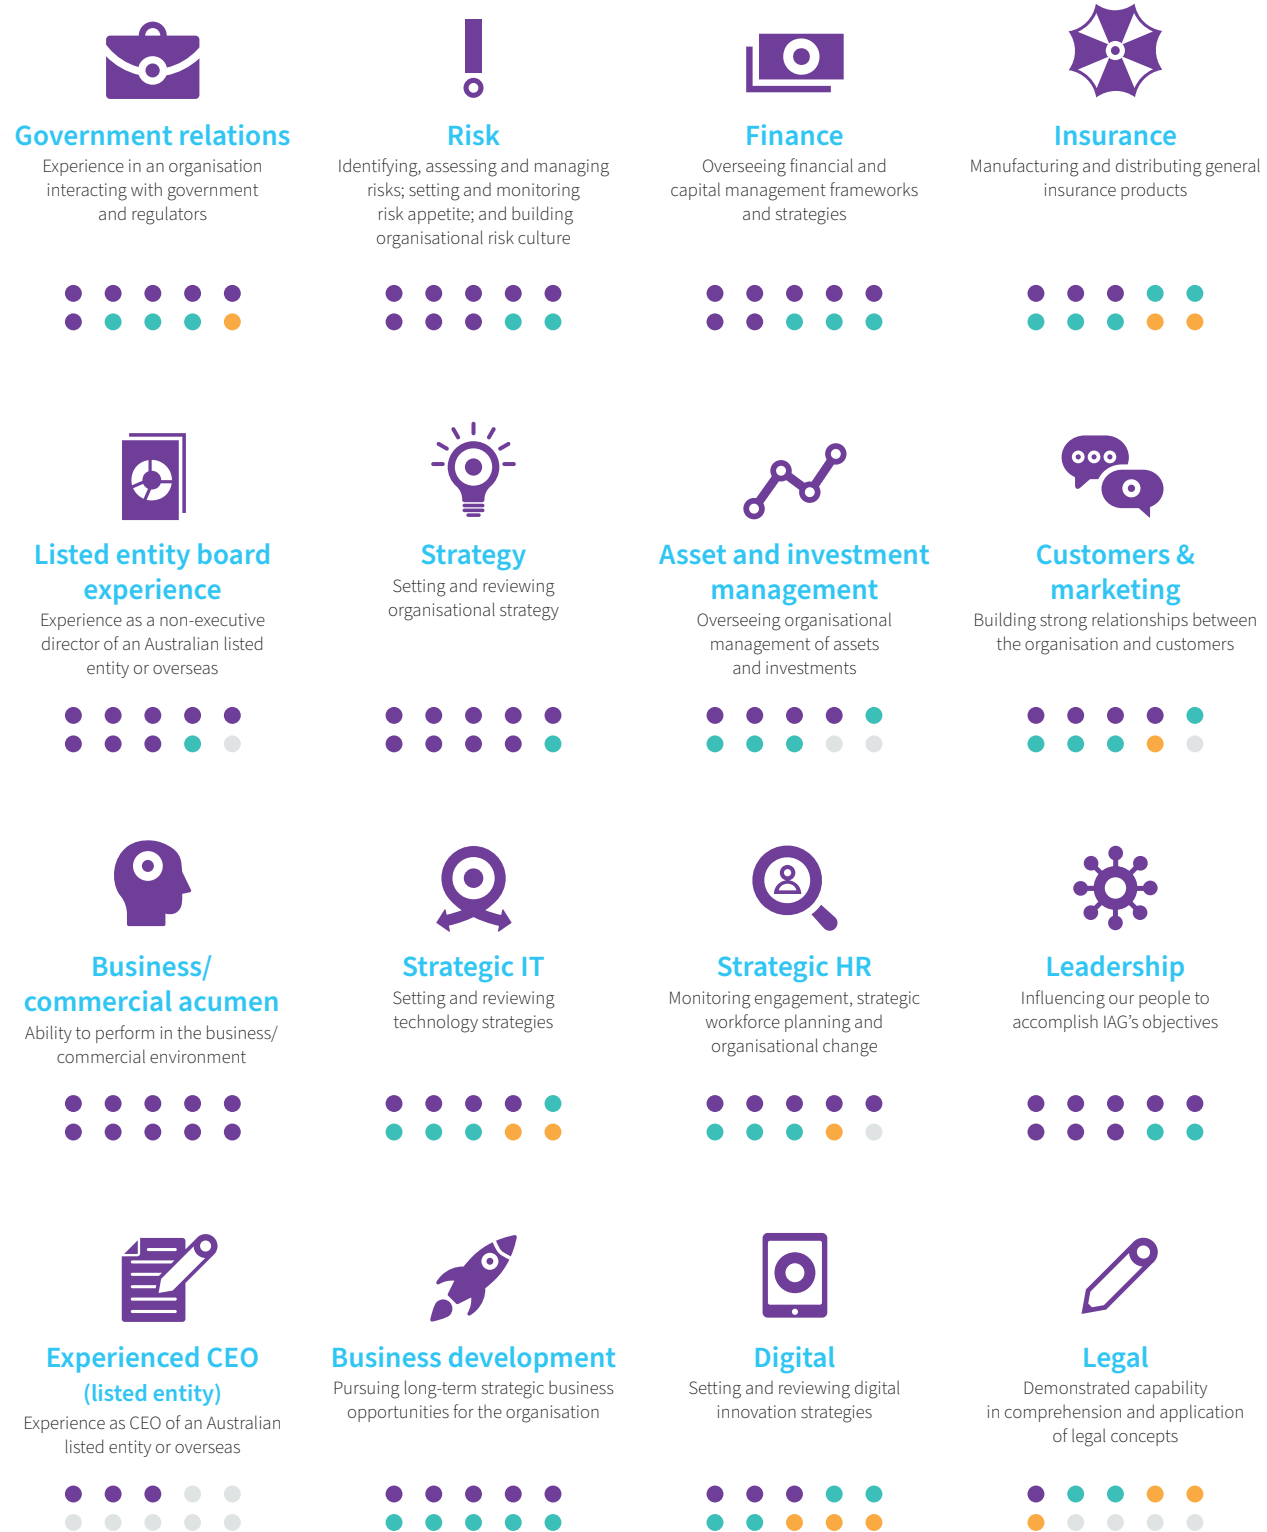 Government relations
Experience in an organisation
interacting with government
and regulators
Risk
Identifying, assessing and managing
risks; setting and monitoring
risk appetite; and building
organisational risk culture
Finance
Overseeing financial and
capital management frameworks
and strategies
Insurance
Manufacturing and distributing general
insurance products
Listed entity board
experience
Experience as a non-executive
director of an Australian listed
entity or overseas
Strategy
Setting and reviewing
organisational strategy
Asset and investment
management
Overseeing organisational
management of assets
and investments
Customers &
marketing
Building strong relationships between
the organisation and customers
Business/
commercial acumen
Ability to perform in the business/
commercial environment
Strategic IT
Setting and reviewing
technology strategies
Strategic HR
Monitoring engagement, strategic
workforce planning and
organisational change
Leadership
Influencing our people to
accomplish IAG's objectives
Experienced CEO
(listed entity)
Experience as CEO of an Australian
listed entity or overseas
Business development
Pursuing long-term strategic business
opportunities for the organisation
Digital
Setting and reviewing digital
innovation strategies
Legal
Demonstrated capability
in comprehension and application
of legal concepts